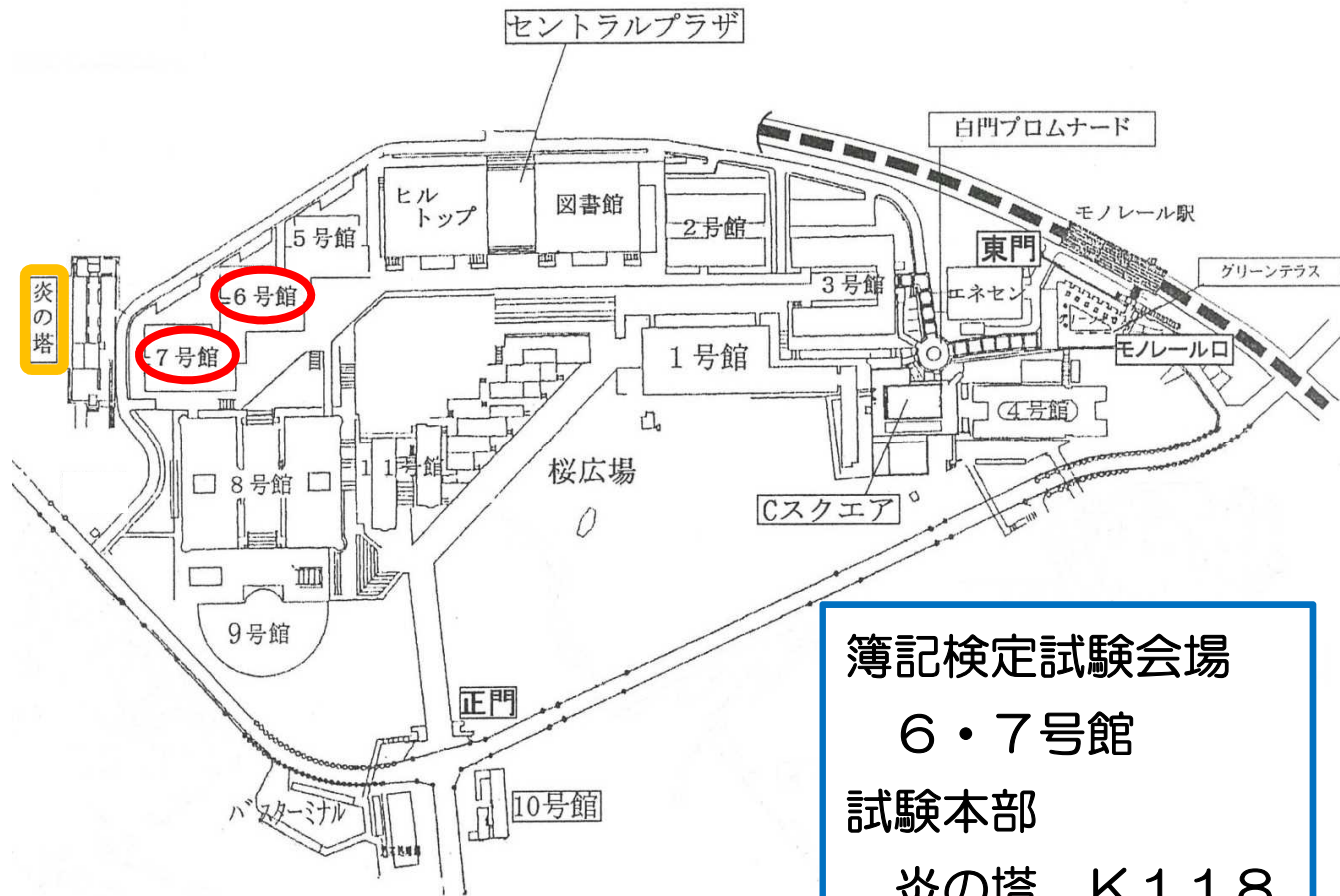 セントラルプラザ
白門プロムナード
モノレール駅
グリーンテラス
東門
モノレール口
ヒル
トップ
図書館
2号館
3号館
エネセン
5号館
炎の塔
6号館
7号館
1号館
4号館
8号館
11号館
桜広場
Cスクエア
9号館
正門
バスターミナル
10号館
簿記検定試験会場
6・7号館
試験本部
炎の塔 K118